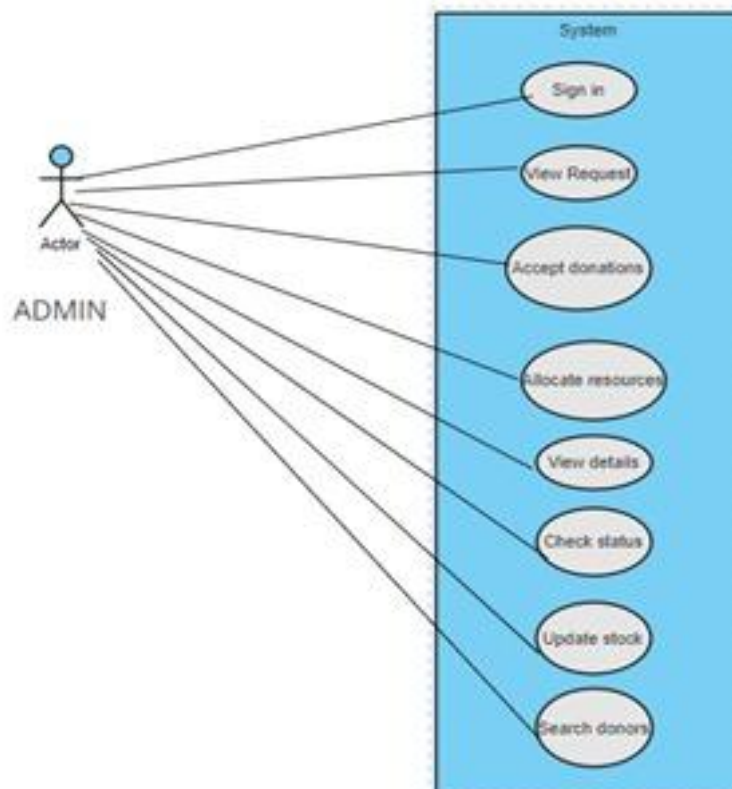 System
Sign in
View Request
Accept donations
Actor
ADMIN
Allocate resources
View details
Check status
Update stock
Search donors